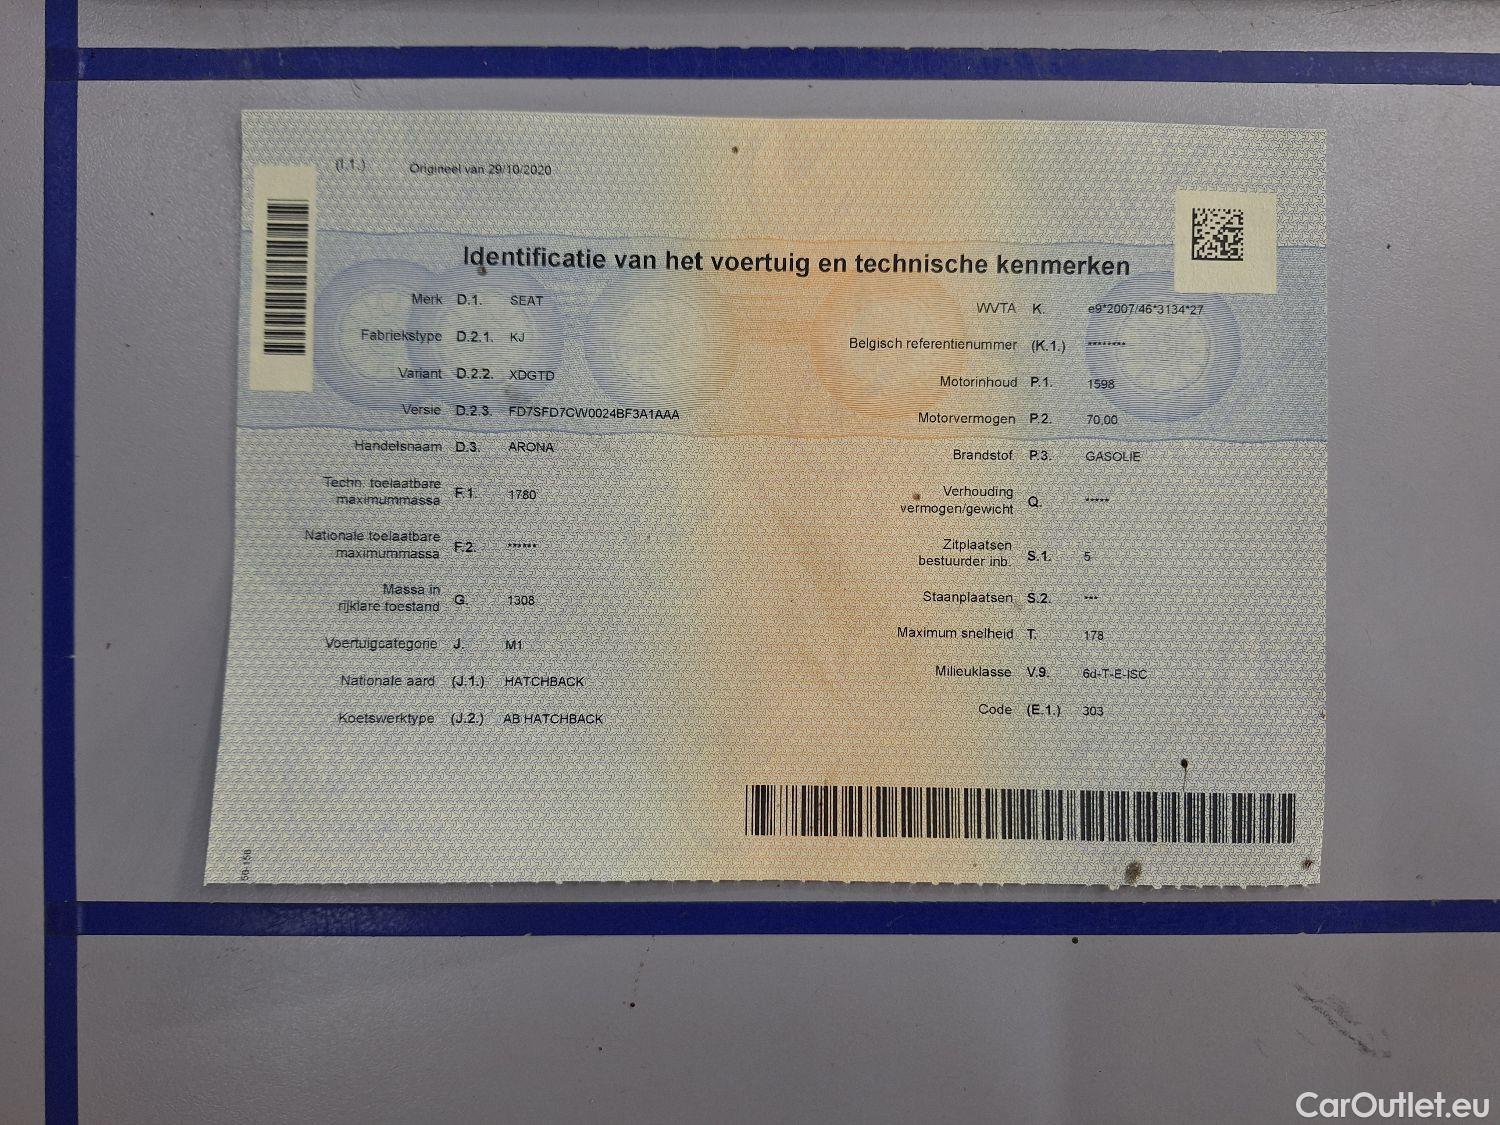 (I.1.) Origineel van 29/10/2020
Identificatie van het voertuig en technische kenmerken
Merk D.1. SEAT
Fabriekstype D.2.1. KJ
Variant D.2.2. XDGTD
Versie D.2.3. FD7SFD7CW0024BF3A1AAA
Handelsnaam D.3. ARONA
Techn. toelaatbare
maximummassa F.1. 1780
Nationale toelaatbare
maximummassa F.2. ******
Massa in
rijklare toestand G. 1308
Voertuigcategorie J. M1
Nationale aard (J.1.) HATCHBACK
Koetswerktype (J.2.) AB HATCHBACK
WVTA K. e9*2007/46*3134*27
Belgisch referentienummer (K.1.) ********
Motorinhoud P.1. 1598
Motorvermogen P.2. 70,00
Brandstof P.3. GASOLIE
Verhouding
vermogen/gewicht Q. *****
Zitplaatsen
bestuurder inb. S.1. 5
Staanplaatsen S.2. ***
Maximum snelheid T. 178
Milieuklasse V.9. 6d-T-E-ISC
Code (E.1.) 303
CarOutlet.eu